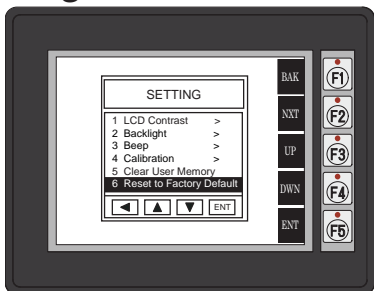 SETTING
1 LCD Contrast >
2 Backlight >
3 Beep >
4 Calibration >
5 Clear User Memory
6 Reset to Factory Default
ENT
BAK
NXT
UP
DWN
ENT
F1
F2
F3
F4
F5